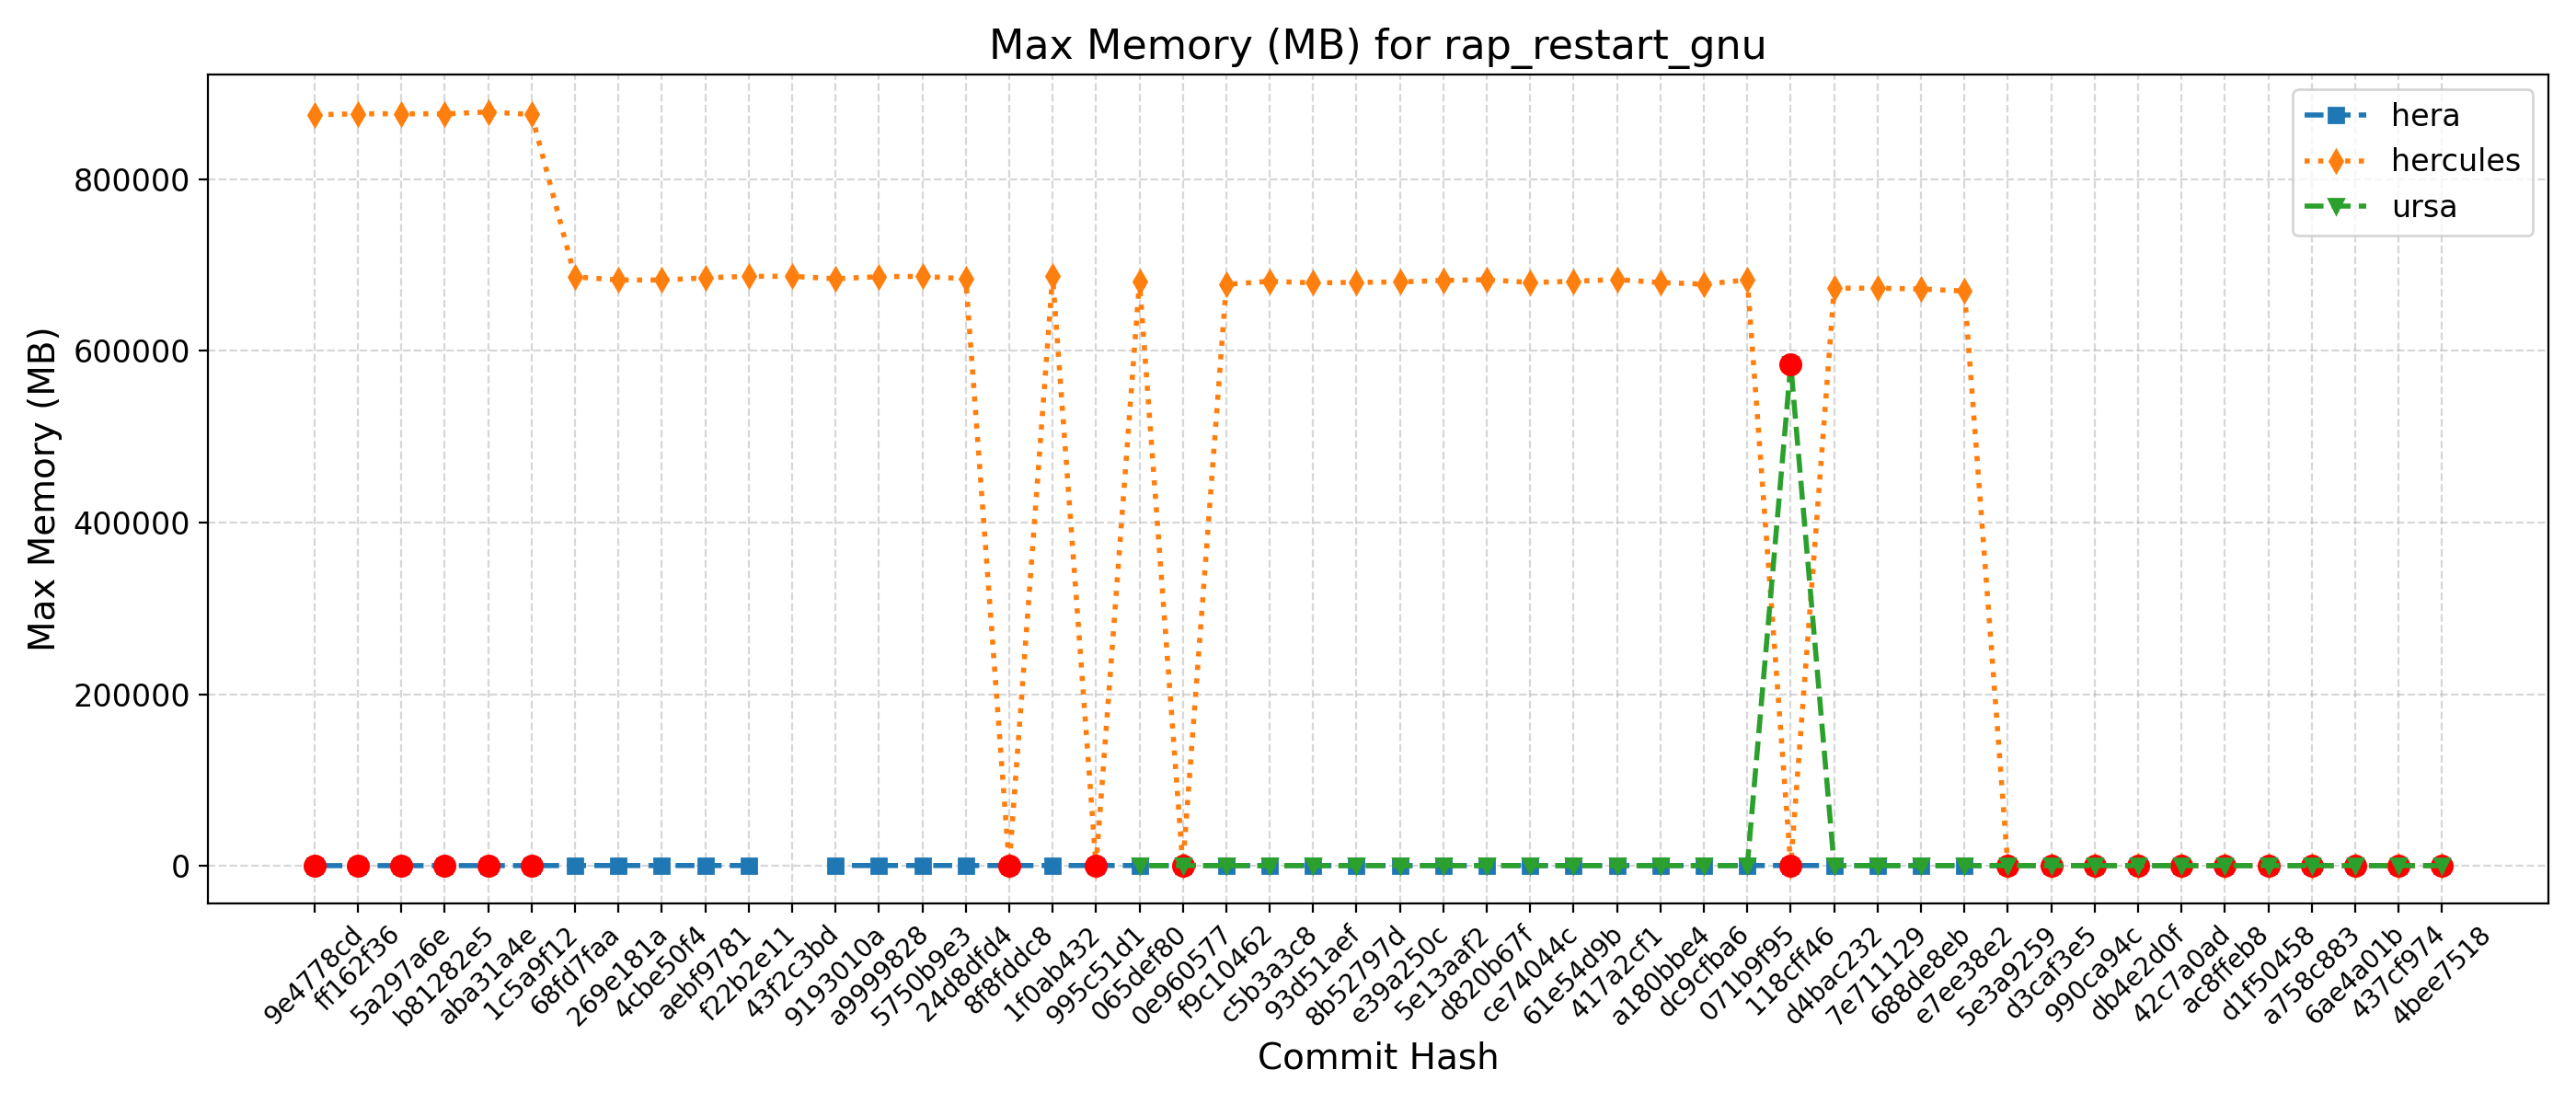 Max Memory (MB) for rap_restart_gnu
hera
hercules
ursa
Max Memory (MB)
800000
600000
400000
200000
0
9e4778cd
ff162f36
5a297a6e
b81282e5
aba31a4e
1c5a9f12
68fd7faa
269e181a
4cbe50f4
aebf9781
f22b2e11
43f2c3bd
9193010a
a9999828
5750b9e3
24d8dfd4
8f8fddc8
1f0ab432
995c51d1
065def80
0e960577
f9c10462
c5b3a3c8
93d51aef
8b52797d
e39a250c
5e13aaf2
d820b67f
ce74044c
61e54d9b
417a2cf1
a180bbe4
dc9cfba6
071b9f95
118cff46
d4bac232
7e711129
688de8eb
e7ee38e2
5e3a9259
d3caf3e5
990ca94c
db4e2d0f
42c7a0ad
ac8ffeb8
d1f50458
a758c883
6ae4a01b
437cf974
4bee7518
Commit Hash